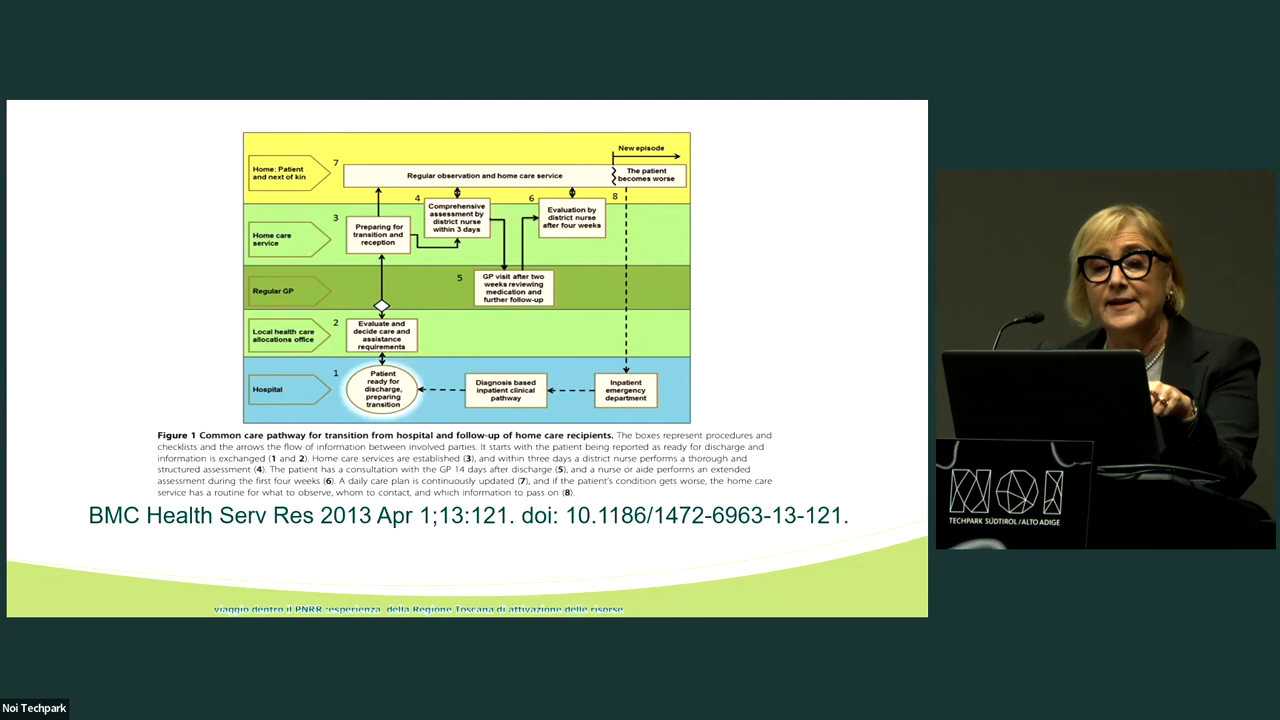 New episode
Home: Patient
and next of kin
7
Regular observation and home care service
The patient
becomes worse
8
Home care
service
3
Preparing for
transition and
reception
4
Comprehensive
assessment by
district nurse
within 3 days
6
Evaluation by
district nurse
after four weeks
Regular GP
5
GP visit after two
weeks reviewing
medication and
further follow-up
Local health care
allocations office
2
Evaluate and
decide care and
assistance
requirements
Hospital
1
Patient
ready for
discharge,
preparing
transition
Diagnosis based
inpatient clinical
pathway
Inpatient
emergency
department
Figure 1 Common care pathway for transition from hospital and follow-up of home care recipients. The boxes represent procedures and
checklists and the arrows the flow of information between involved parties. It starts with the patient being reported as ready for discharge and
information is exchanged (1 and 2). Home care services are established (3), and within three days a district nurse performs a thorough and
structured assessment (4). The patient has a consultation with the GP 14 days after discharge (5), and a nurse or aide performs an extended
assessment during the first four weeks (6). A daily care plan is continuously updated (7), and if the patient's condition gets worse, the home care
service has a routine for what to observe, whom to contact, and which information to pass on (8).
BMC Health Serv Res 2013 Apr 1;13:121. doi: 10.1186/1472-6963-13-121.
viaggio dentro il PNRR :esperienza della Regione Toscana di attivazione delle risorse
NOI
TECHPARK SÜDTIROL / ALTO ADIGE
Noi Techpark